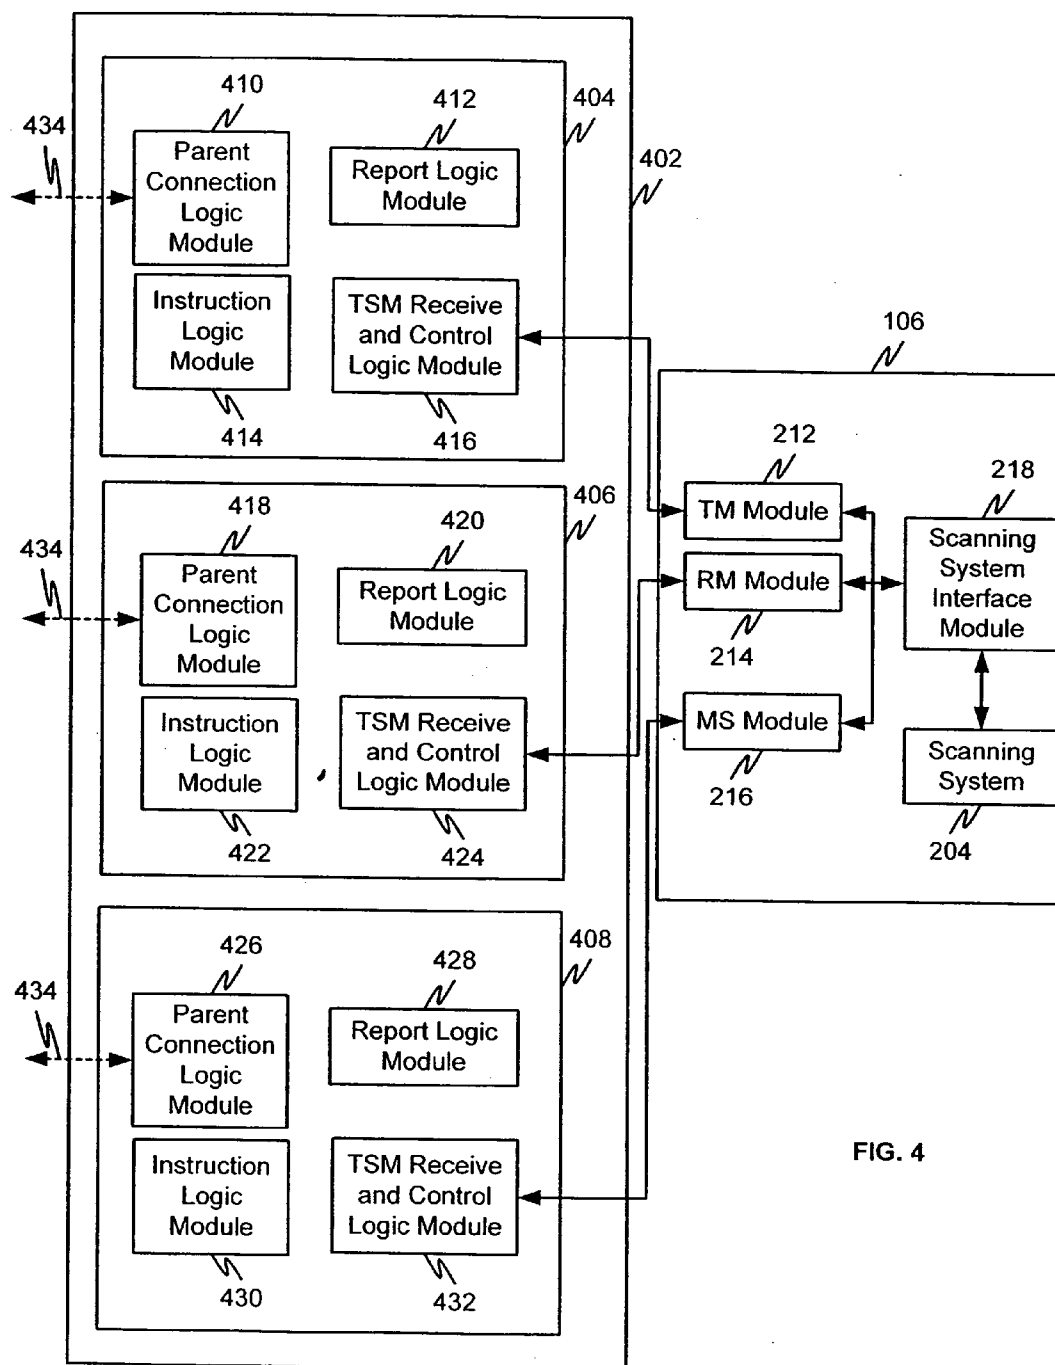 410
412
404
434
402
Parent
Connection
Logic
Module
Report Logic
Module
Instruction
Logic
Module
TSM Receive
and Control
Logic Module
414
416
106
418
420
406
434
Parent
Connection
Logic
Module
Report Logic
Module
Instruction
Logic
Module
TSM Receive
and Control
Logic Module
422
424
212
218
TM Module
RM Module
214
MS Module
216
Scanning
System
Interface
Module
Scanning
System
204
426
428
408
434
Parent
Connection
Logic
Module
Report Logic
Module
Instruction
Logic
Module
TSM Receive
and Control
Logic Module
430
432
FIG. 4